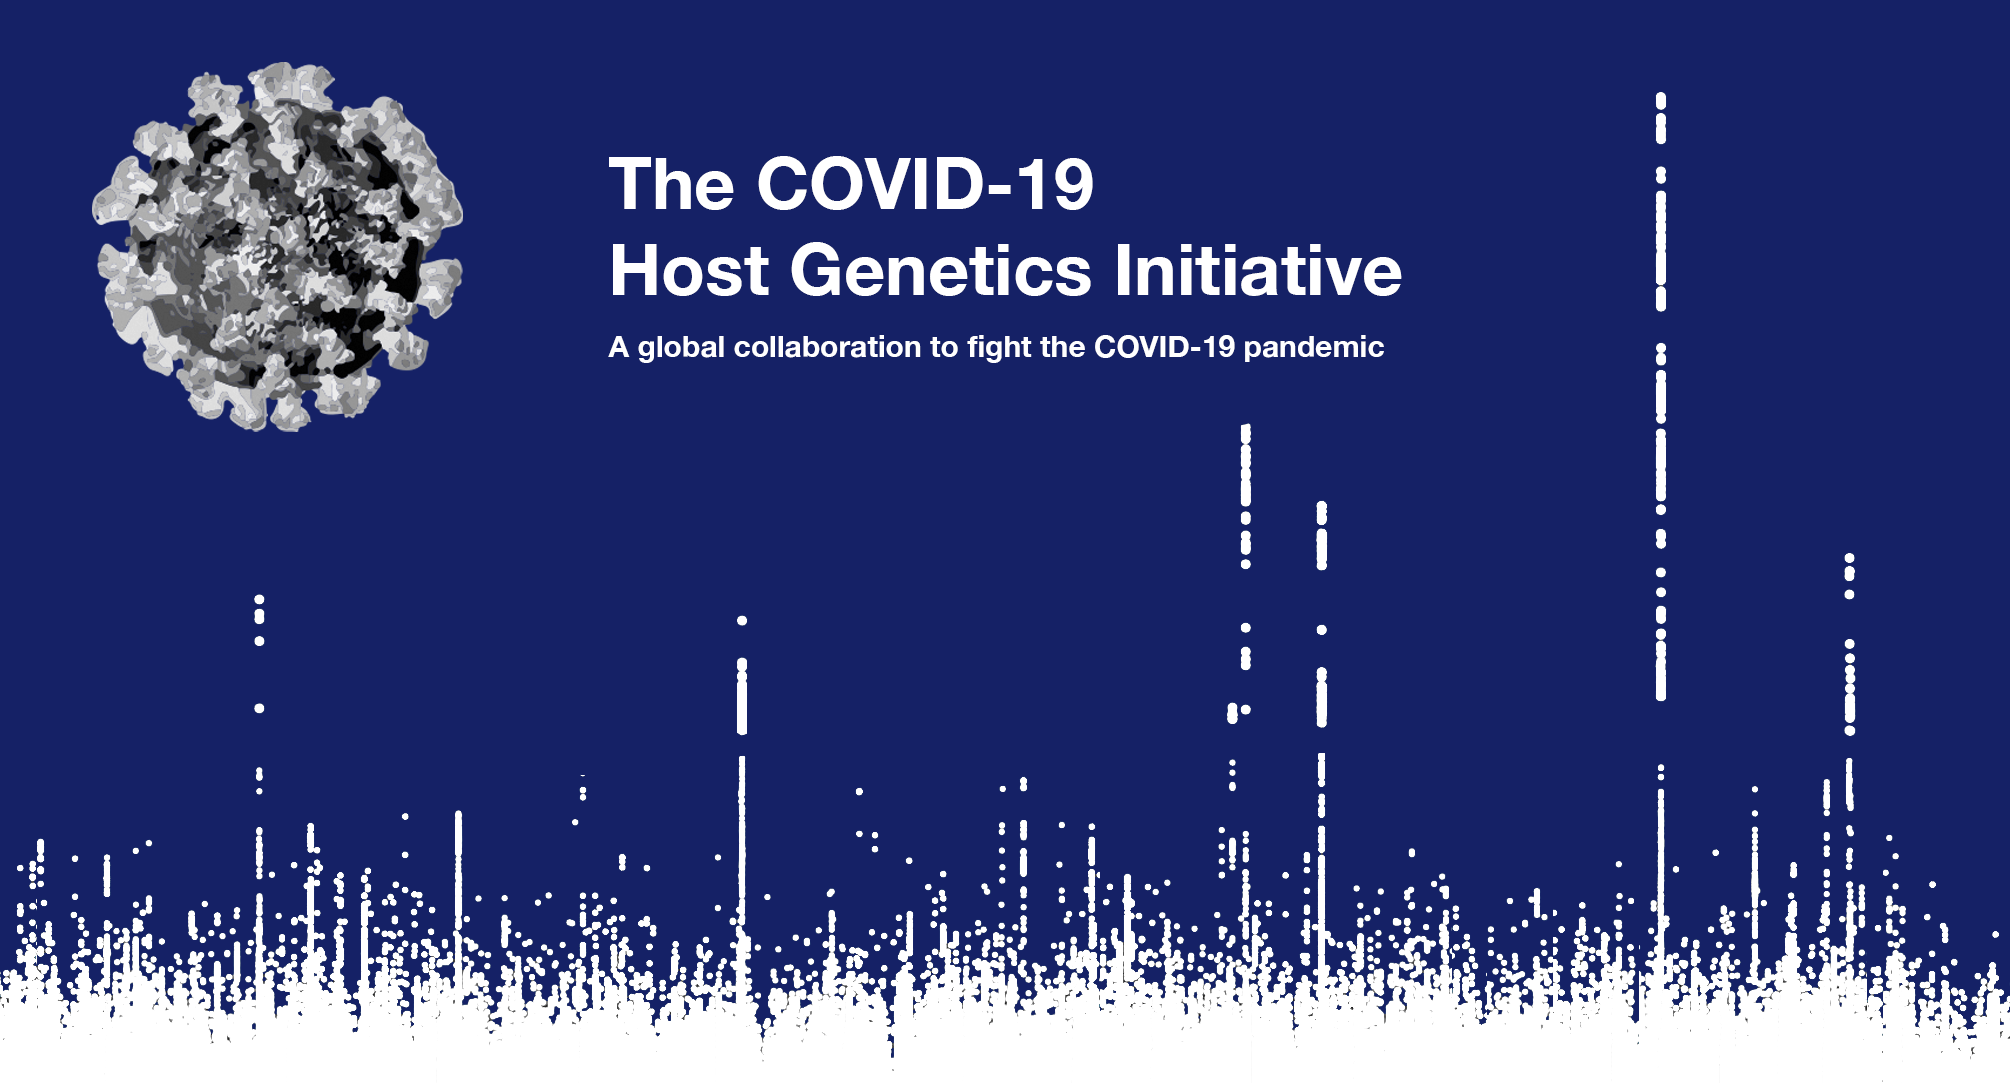 The COVID-19
Host Genetics Initiative
A global collaboration to fight the COVID-19 pandemic